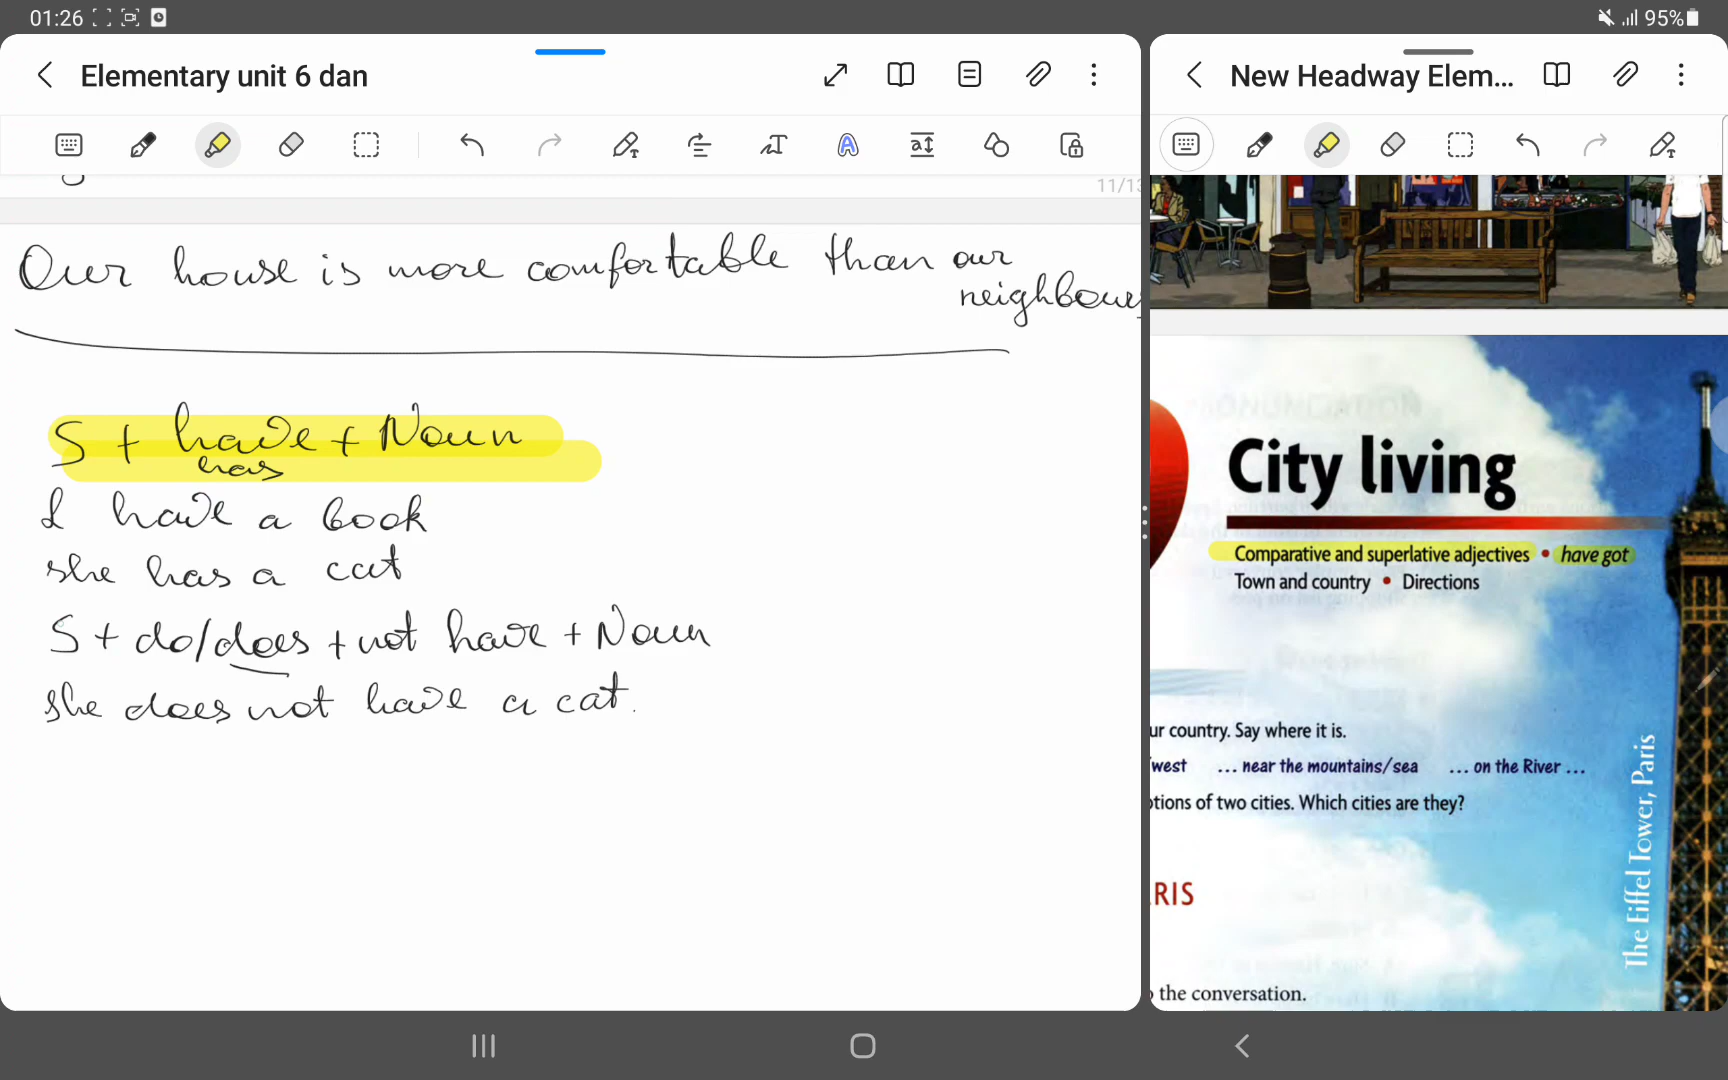 01:26
95%
Elementary unit 6 dan
11/13
Our house is more comfortable than our
neighbour
S + have + Noun
has
I have a book
she has a cat
S + do/does + not have + Noun
she does not have a cat.
New Headway Elem...
City living
Comparative and superlative adjectives • have got
Town and country • Directions
ur country. Say where it is.
west ... near the mountains/sea ... on the River ...
otions of two cities. Which cities are they?
RIS
The Eiffel Tower, Paris
the conversation.